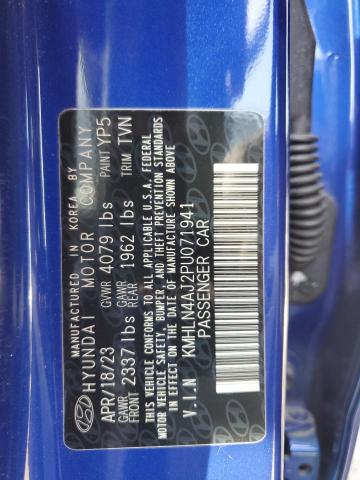 MANUFACTURED IN KOREA BY
HYUNDAI MOTOR COMPANY
APR/18/23 GVWR 4079 lbs PAINT YP5
GAWR FRONT 2337 lbs GAWR REAR 1962 lbs TRIM TVN
THIS VEHICLE CONFORMS TO ALL APPLICABLE U.S.A. FEDERAL
MOTOR VEHICLE SAFETY, BUMPER, AND THEFT PREVENTION STANDARDS
IN EFFECT ON THE DATE OF MANUFACTURE SHOWN ABOVE
V.I.N KMHLN4AJ2PU071941
PASSENGER CAR